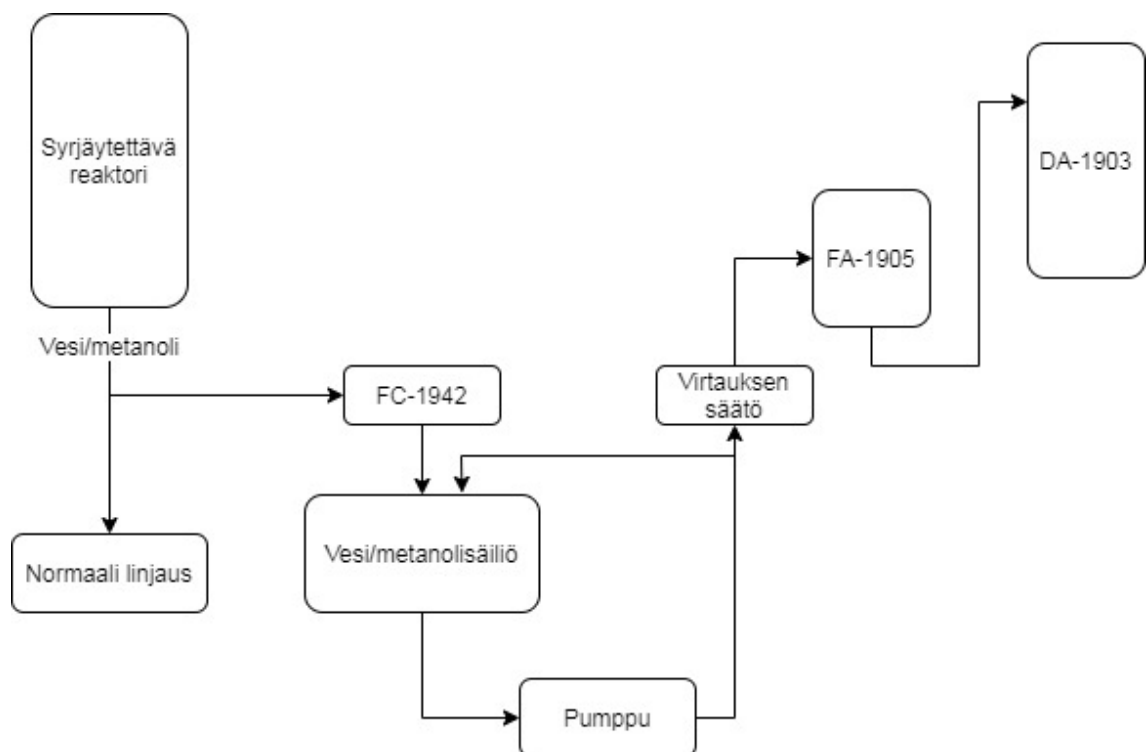 Syrjäytettävä
reaktori
DA-1903
FA-1905
Vesi/metanoli
FC-1942
Virtauksen
säätö
Vesi/metanolisäiliö
Normaali linjaus
Pumppu